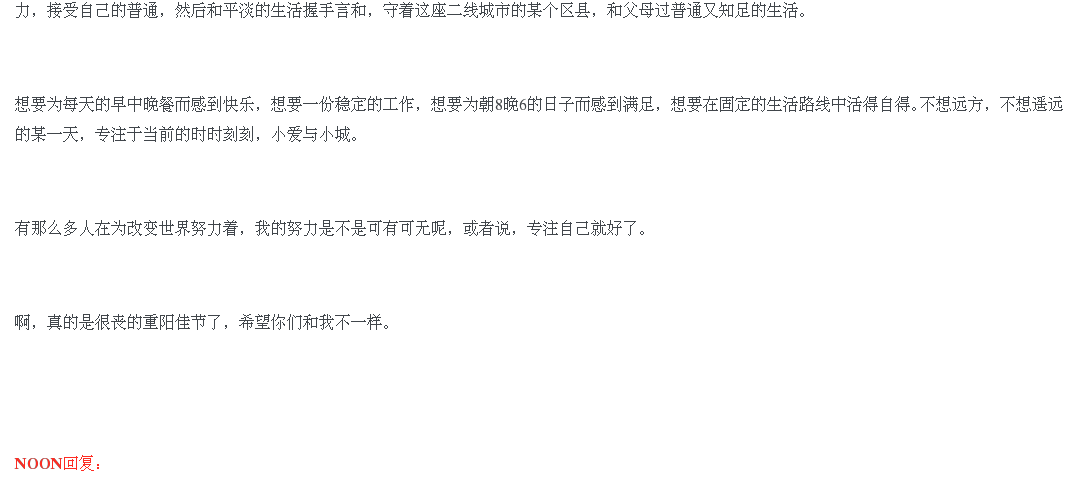 力，接受自己的普通，然后和平淡的生活握手言和，守着这座二线城市的某个区县，和父母过普通又知足的生活。
想要为每天的早中晚餐而感到快乐，想要一份稳定的工作，想要为朝8晚6的日子而感到满足，想要在固定的生活路线中活得自得。不想远方，不想遥远
的某一天，专注于当前的时时刻刻，小爱与小城。
有那么多人在为改变世界努力着，我的努力是不是可有可无呢，或者说，专注自己就好了。
啊，真的是很丧的重阳佳节了，希望你们和我不一样。
NOON回复：